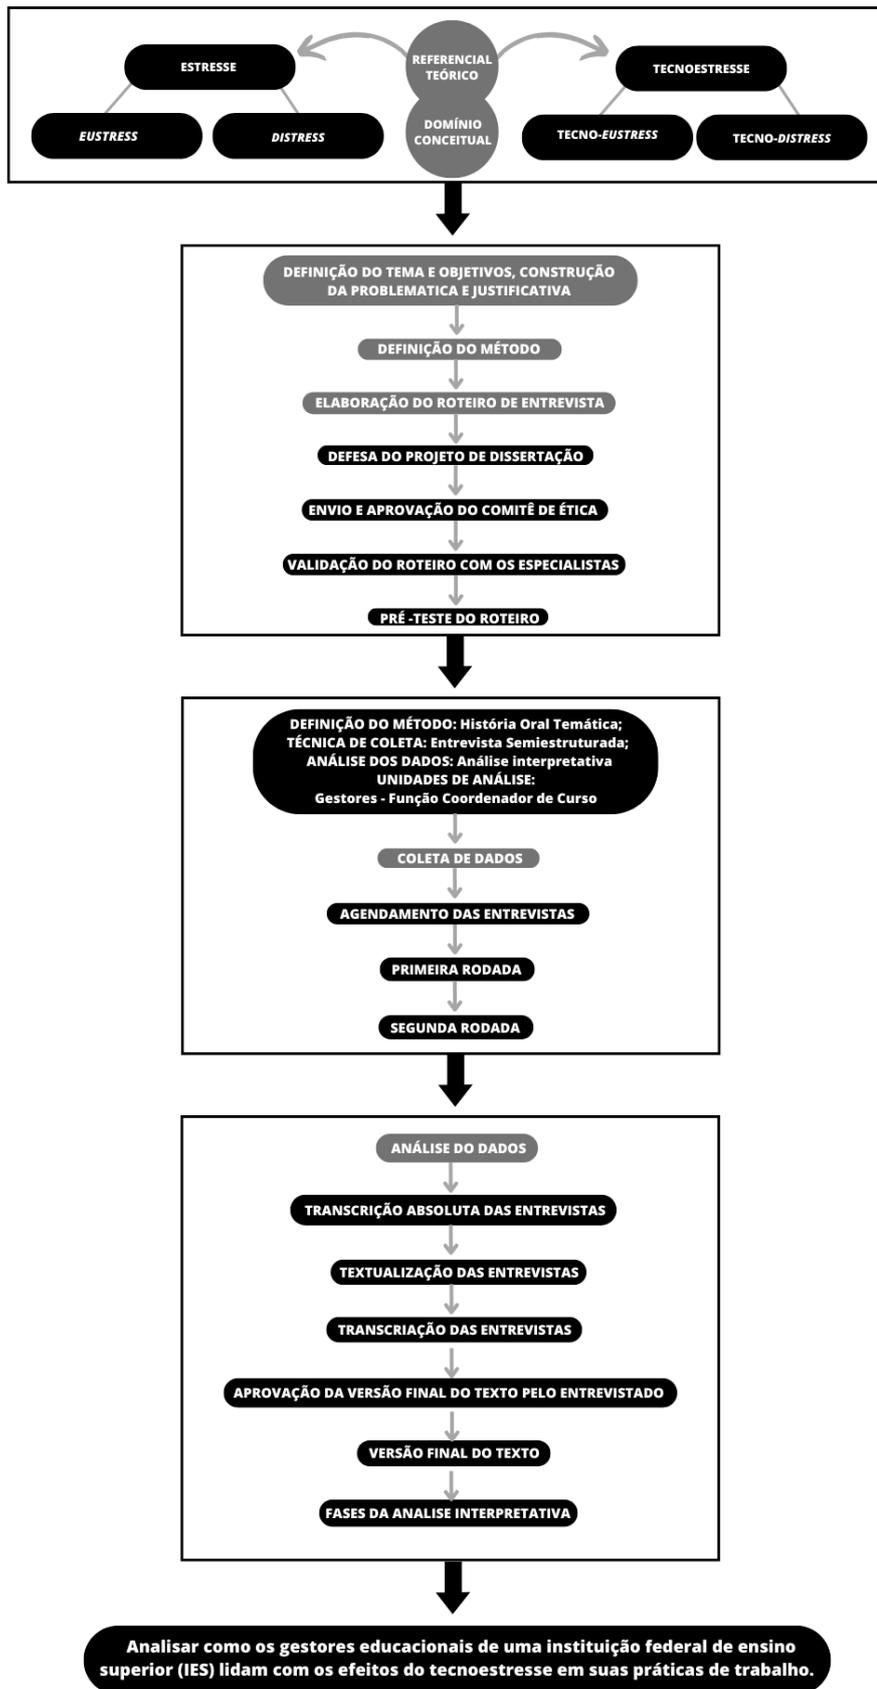 REFERENCIAL
TEÓRICO
DOMÍNIO
CONCEITUAL
ESTRESSE
EUSTRESS
DISTRESS
TECNOESTRESSE
TECNO-EUSTRESS
TECNO-DISTRESS
DEFINIÇÃO DO TEMA E OBJETIVOS, CONSTRUÇÃO
DA PROBLEMATICA E JUSTIFICATIVA
DEFINIÇÃO DO MÉTODO
ELABORAÇÃO DO ROTEIRO DE ENTREVISTA
DEFESA DO PROJETO DE DISSERTAÇÃO
ENVIO E APROVAÇÃO DO COMITÊ DE ÉTICA
VALIDAÇÃO DO ROTEIRO COM OS ESPECIALISTAS
PRÉ -TESTE DO ROTEIRO
DEFINIÇÃO DO MÉTODO: História Oral Temática;
TÉCNICA DE COLETA: Entrevista Semiestruturada;
ANÁLISE DOS DADOS: Análise interpretativa
UNIDADES DE ANÁLISE:
Gestores - Função Coordenador de Curso
COLETA DE DADOS
AGENDAMENTO DAS ENTREVISTAS
PRIMEIRA RODADA
SEGUNDA RODADA
ANÁLISE DO DADOS
TRANSCRIÇÃO ABSOLUTA DAS ENTREVISTAS
TEXTUALIZAÇÃO DAS ENTREVISTAS
TRANSCRIAÇÃO DAS ENTREVISTAS
APROVAÇÃO DA VERSÃO FINAL DO TEXTO PELO ENTREVISTADO
VERSÃO FINAL DO TEXTO
FASES DA ANALISE INTERPRETATIVA
Analisar como os gestores educacionais de uma instituição federal de ensino
superior (IES) lidam com os efeitos do tecnoestresse em suas práticas de trabalho.